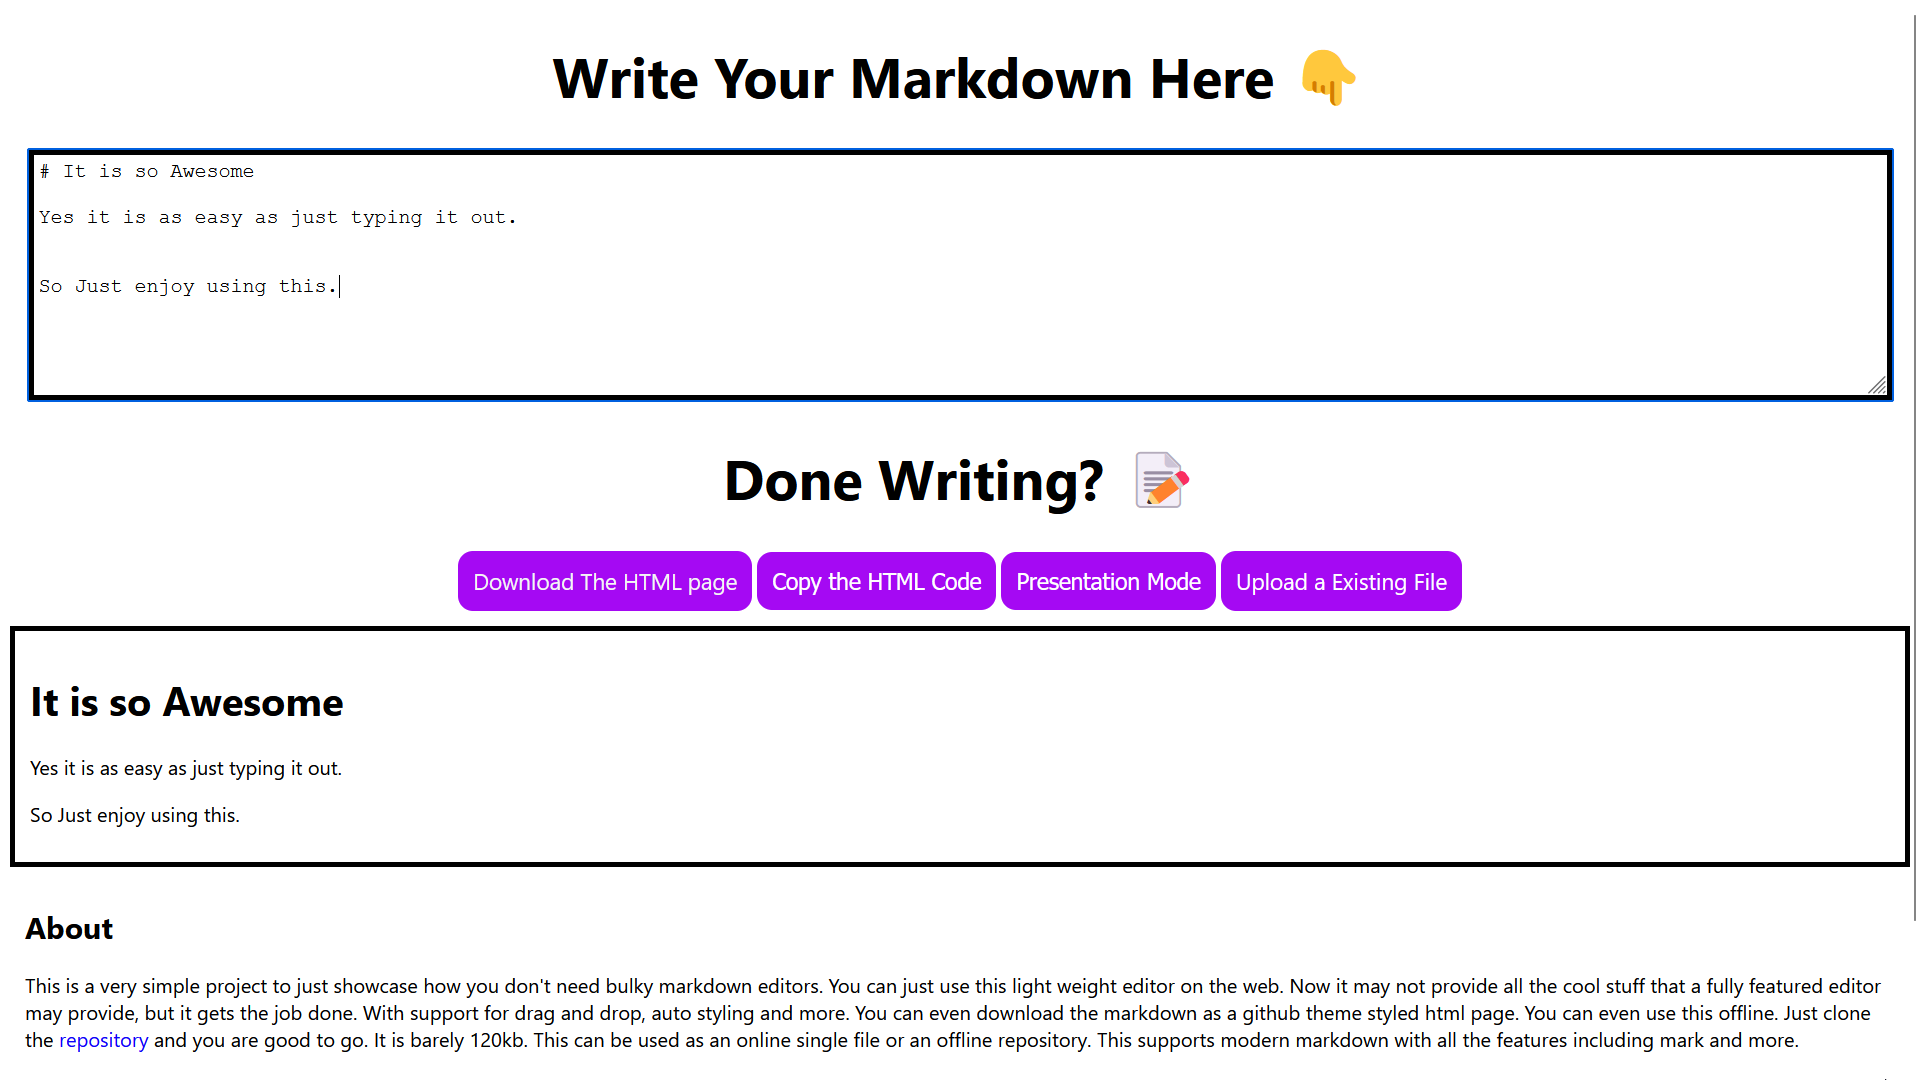 Write Your Markdown Here 👇
# It is so Awesome
Yes it is as easy as just typing it out.
So Just enjoy using this.
Done Writing? 📝
Download The HTML page
Copy the HTML Code
Presentation Mode
Upload a Existing File
It is so Awesome
Yes it is as easy as just typing it out.
So Just enjoy using this.
About
This is a very simple project to just showcase how you don't need bulky markdown editors. You can just use this light weight editor on the web. Now it may not provide all the cool stuff that a fully featured editor
may provide, but it gets the job done. With support for drag and drop, auto styling and more. You can even download the markdown as a github theme styled html page. You can even use this offline. Just clone
the repository and you are good to go. It is barely 120kb. This can be used as an online single file or an offline repository. This supports modern markdown with all the features including mark and more.